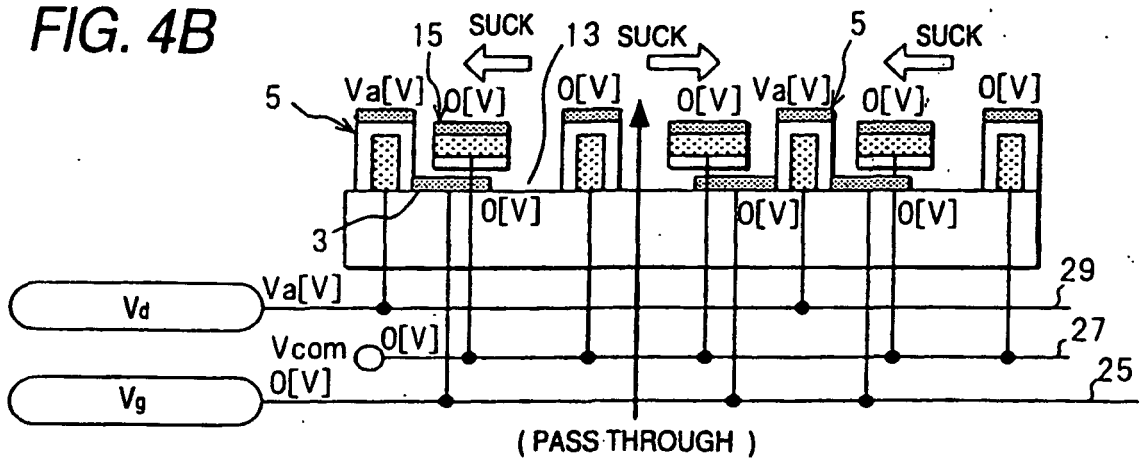 FIG. 4B
SUCK
13
SUCK
5
SUCK
15
5
Va[V]
0[V]
0[V]
0[V]
Va[V]
0[V]
0[V]
3
0[V]
0[V]
0[V]
Va[V]
29
Vd
Vcom
0[V]
27
0[V]
25
Vg
( PASS THROUGH )